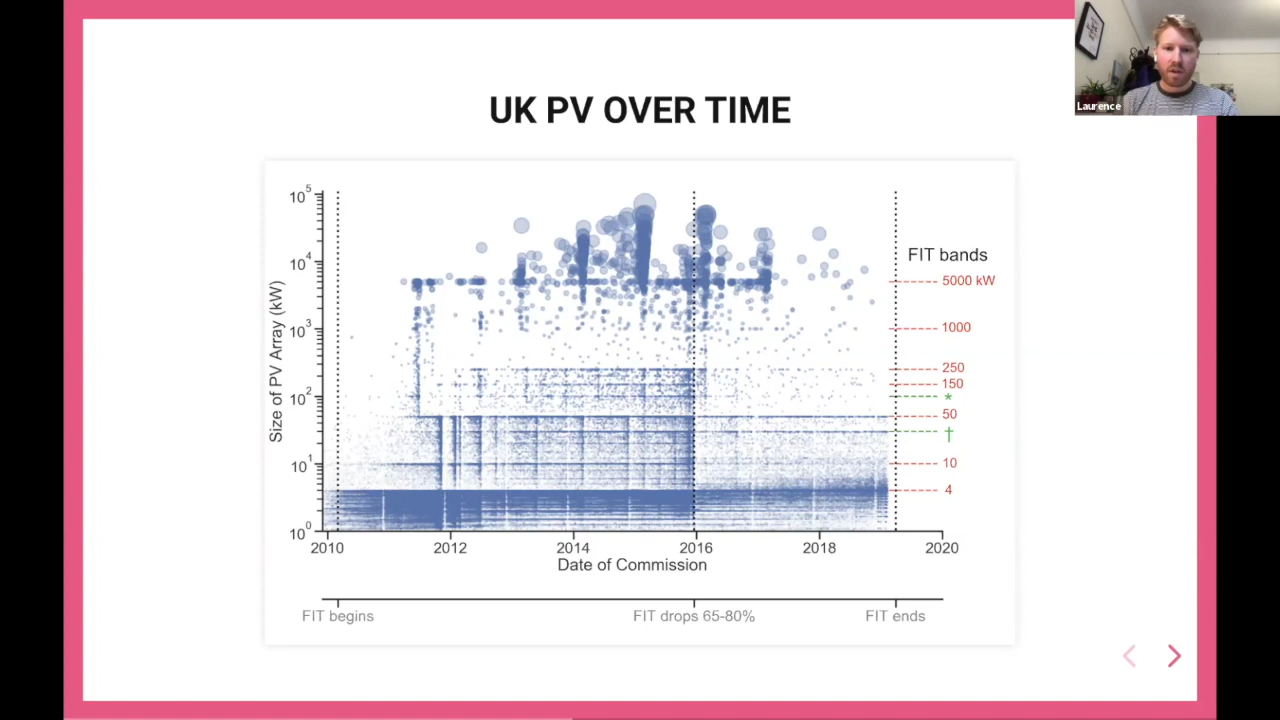 Laurence
UK PV OVER TIME
Size of PV Array (kW)
10^5
10^4
10^3
10^2
10^1
10^0
2010 2012 2014 2016 2018 2020
Date of Commission
FIT bands
5000 kW
1000
250
150
*
50
†
10
4
FIT begins FIT drops 65-80% FIT ends